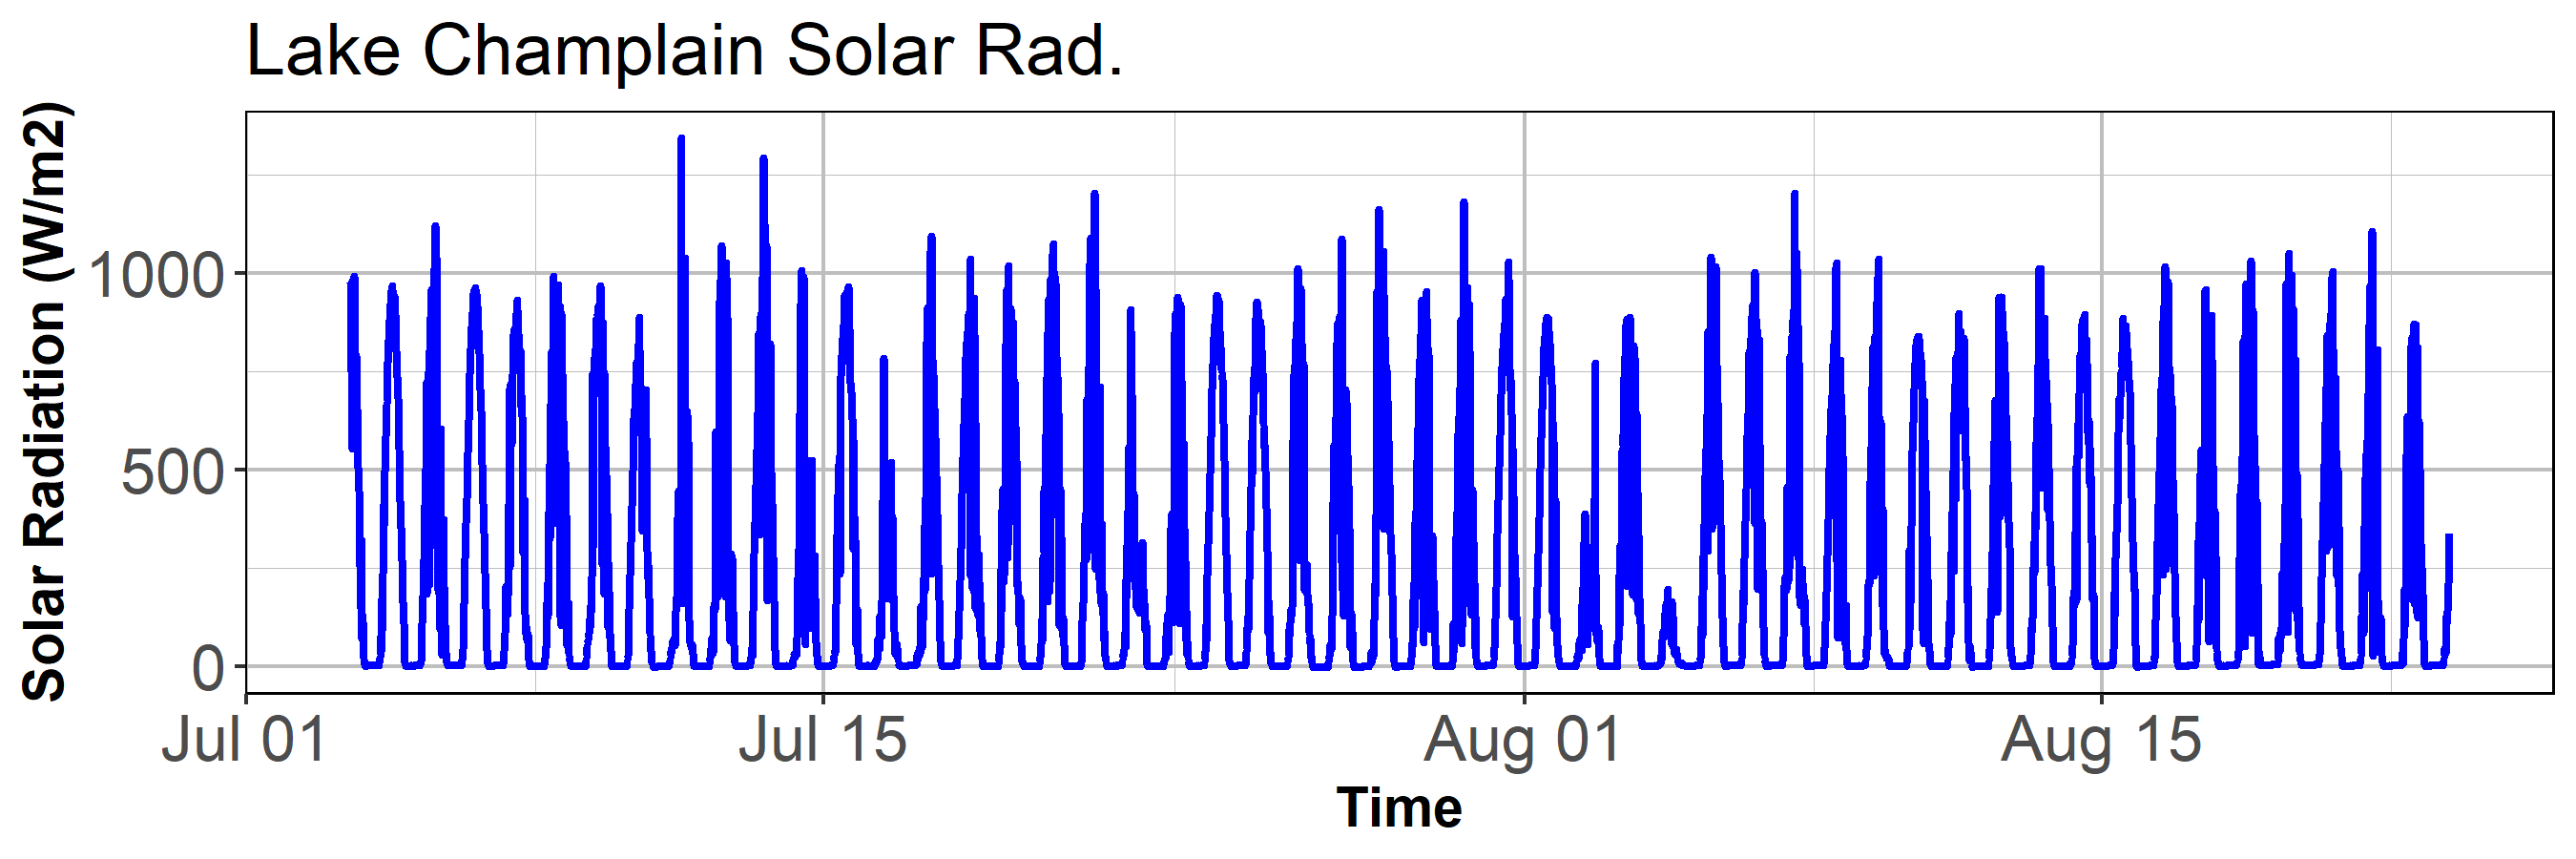 Lake Champlain Solar Rad.
Solar Radiation (W/m2)
1000
500
0
Jul 01
Jul 15
Aug 01
Aug 15
Time